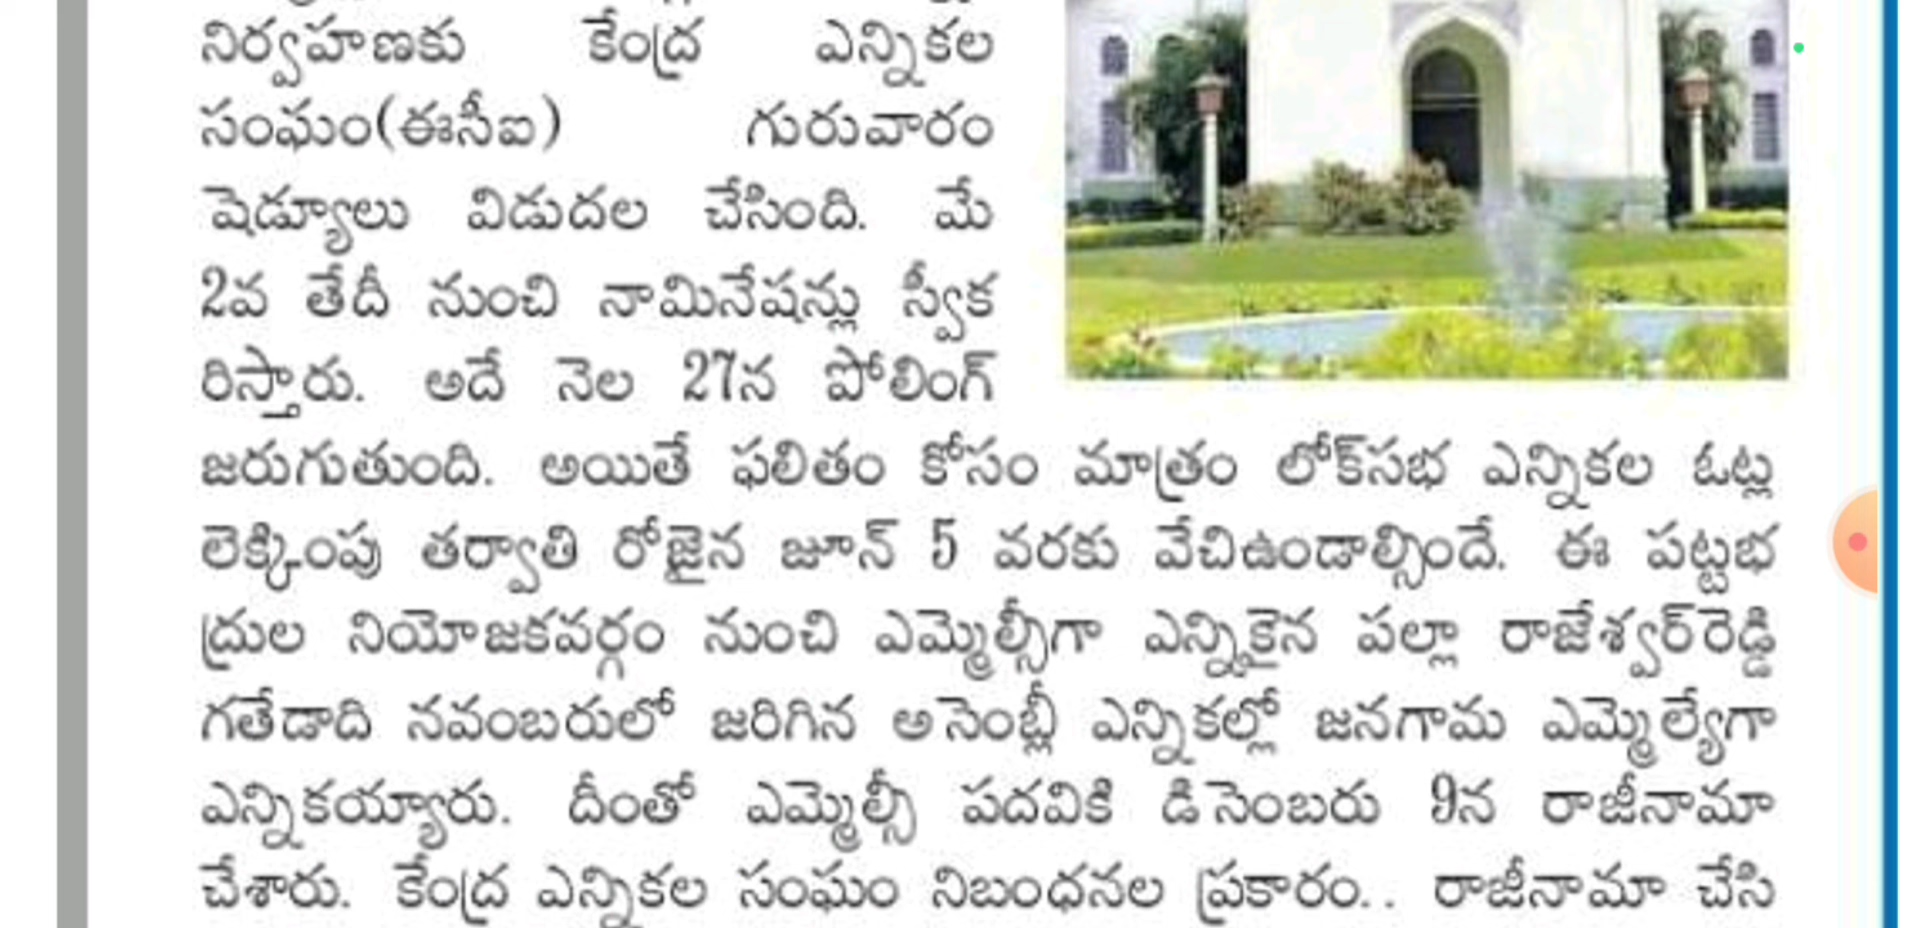 నిర్వహణకు కేంద్ర ఎన్నికల
సంఘం(ఈసీఐ) గురువారం
షెడ్యూలు విడుదల చేసింది. మే
2వ తేదీ నుంచి నామినేషన్లు స్వీక
రిస్తారు. అదే నెల 27న పోలింగ్
జరుగుతుంది. అయితే ఫలితం కోసం మాత్రం లోక్‌సభ ఎన్నికల ఓట్ల
లెక్కింపు తర్వాతి రోజైన జూన్ 5 వరకు వేచిఉండాల్సిందే. ఈ పట్టభ
ద్రుల నియోజకవర్గం నుంచి ఎమ్మెల్సీగా ఎన్నికైన పల్లా రాజేశ్వర్‌రెడ్డి
గతేడాది నవంబరులో జరిగిన అసెంబ్లీ ఎన్నికల్లో జనగామ ఎమ్మెల్యేగా
ఎన్నికయ్యారు. దీంతో ఎమ్మెల్సీ పదవికి డిసెంబరు 9న రాజీనామా
చేశారు. కేంద్ర ఎన్నికల సంఘం నిబంధనల ప్రకారం.. రాజీనామా చేసి